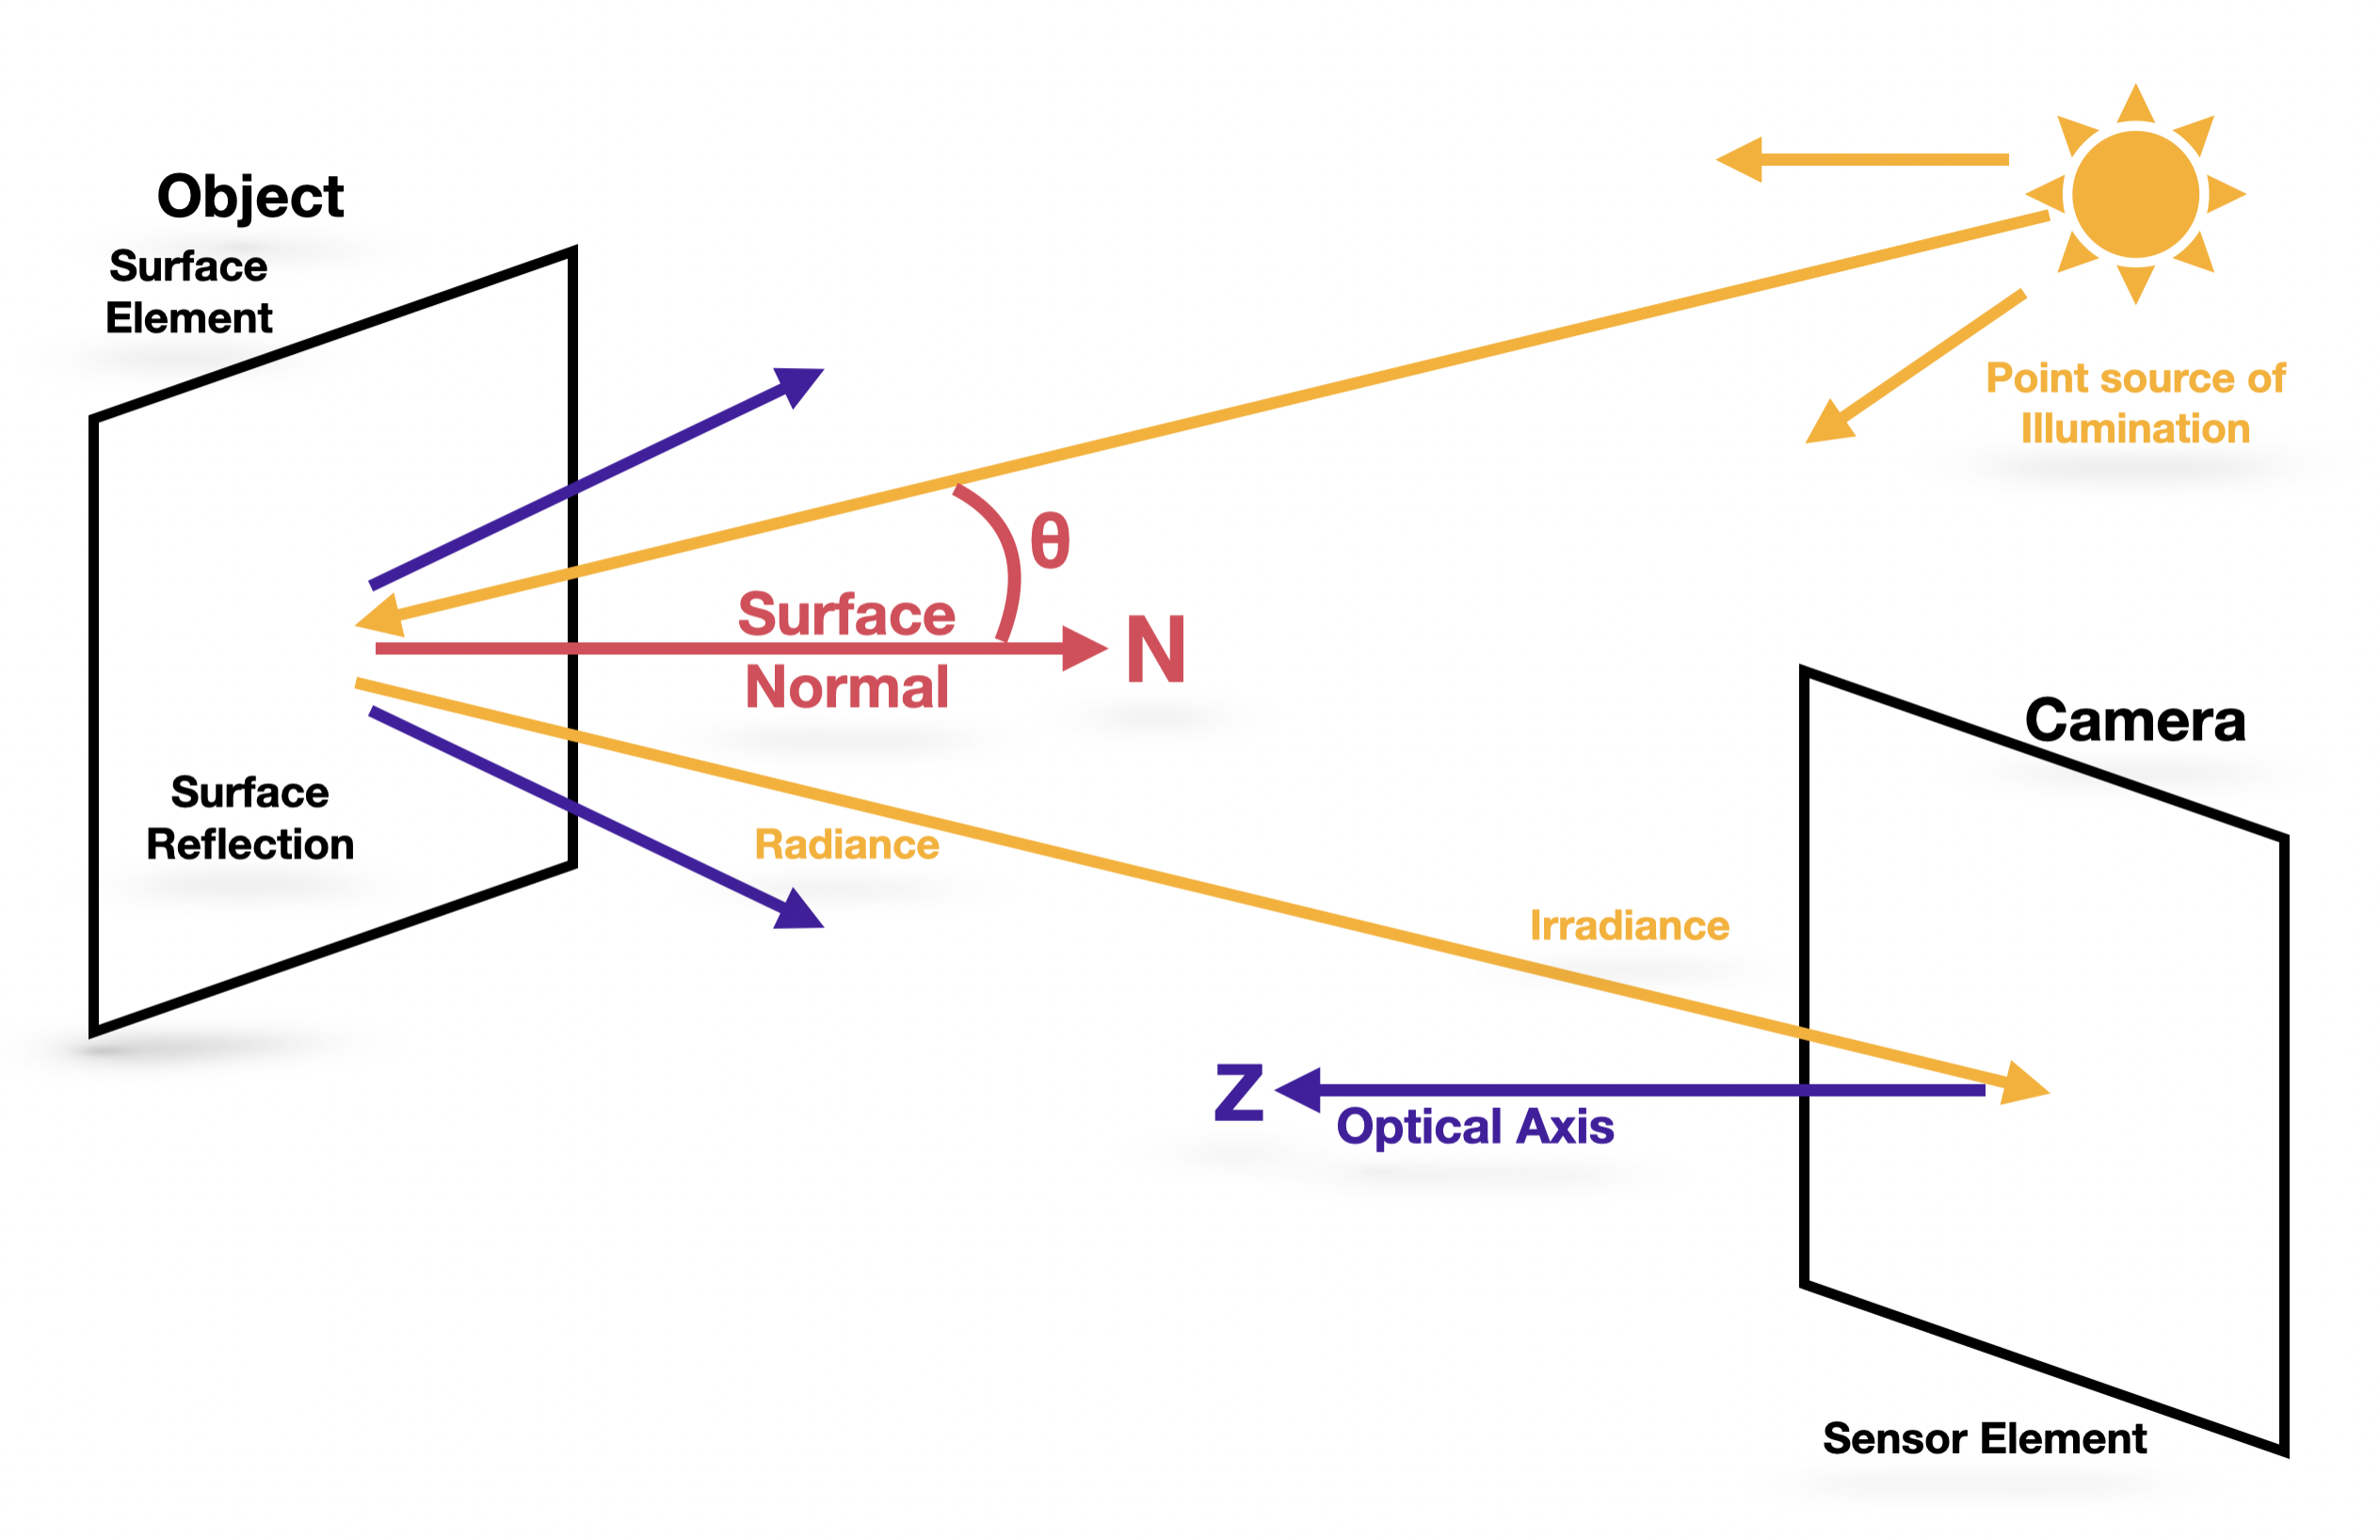 Object
Surface
Element
Point source of
Illumination
θ
Surface
Normal
N
Camera
Surface
Reflection
Radiance
Irradiance
Z
Optical Axis
Sensor Element